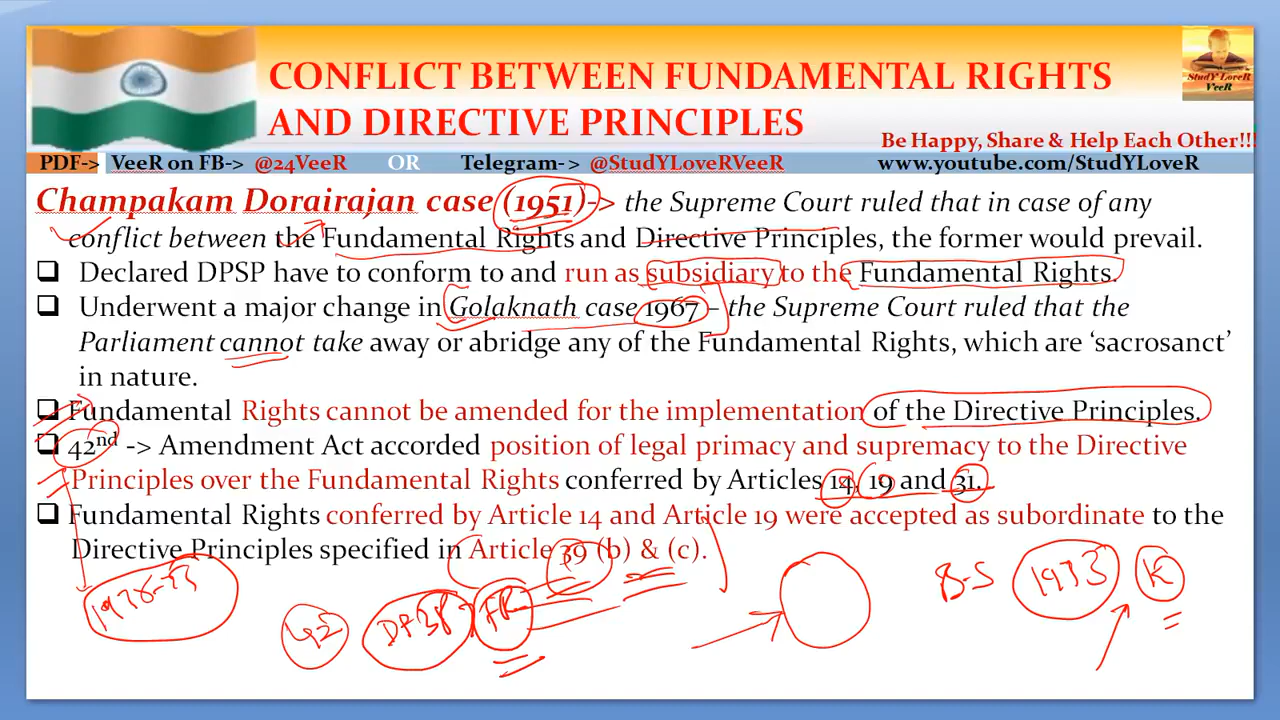 CONFLICT BETWEEN FUNDAMENTAL RIGHTS
AND DIRECTIVE PRINCIPLES
StudY LoveR
VeeR
Be Happy, Share & Help Each Other!!!
PDF-> VeeR on FB-> @24VeeR OR Telegram-> @StudYLoveRVeeR www.youtube.com/StudYLoveR
Champakam Dorairajan case (1951)-> the Supreme Court ruled that in case of any
conflict between the Fundamental Rights and Directive Principles, the former would prevail.
❑ Declared DPSP have to conform to and run as subsidiary to the Fundamental Rights.
❑ Underwent a major change in Golaknath case 1967 – the Supreme Court ruled that the
Parliament cannot take away or abridge any of the Fundamental Rights, which are ‘sacrosanct’
in nature.
❑ Fundamental Rights cannot be amended for the implementation of the Directive Principles.
❑ 42nd -> Amendment Act accorded position of legal primacy and supremacy to the Directive
Principles over the Fundamental Rights conferred by Articles 14, 19 and 31.
❑ Fundamental Rights conferred by Article 14 and Article 19 were accepted as subordinate to the
Directive Principles specified in Article 39 (b) & (c).
42 FR
B-S 1973 K